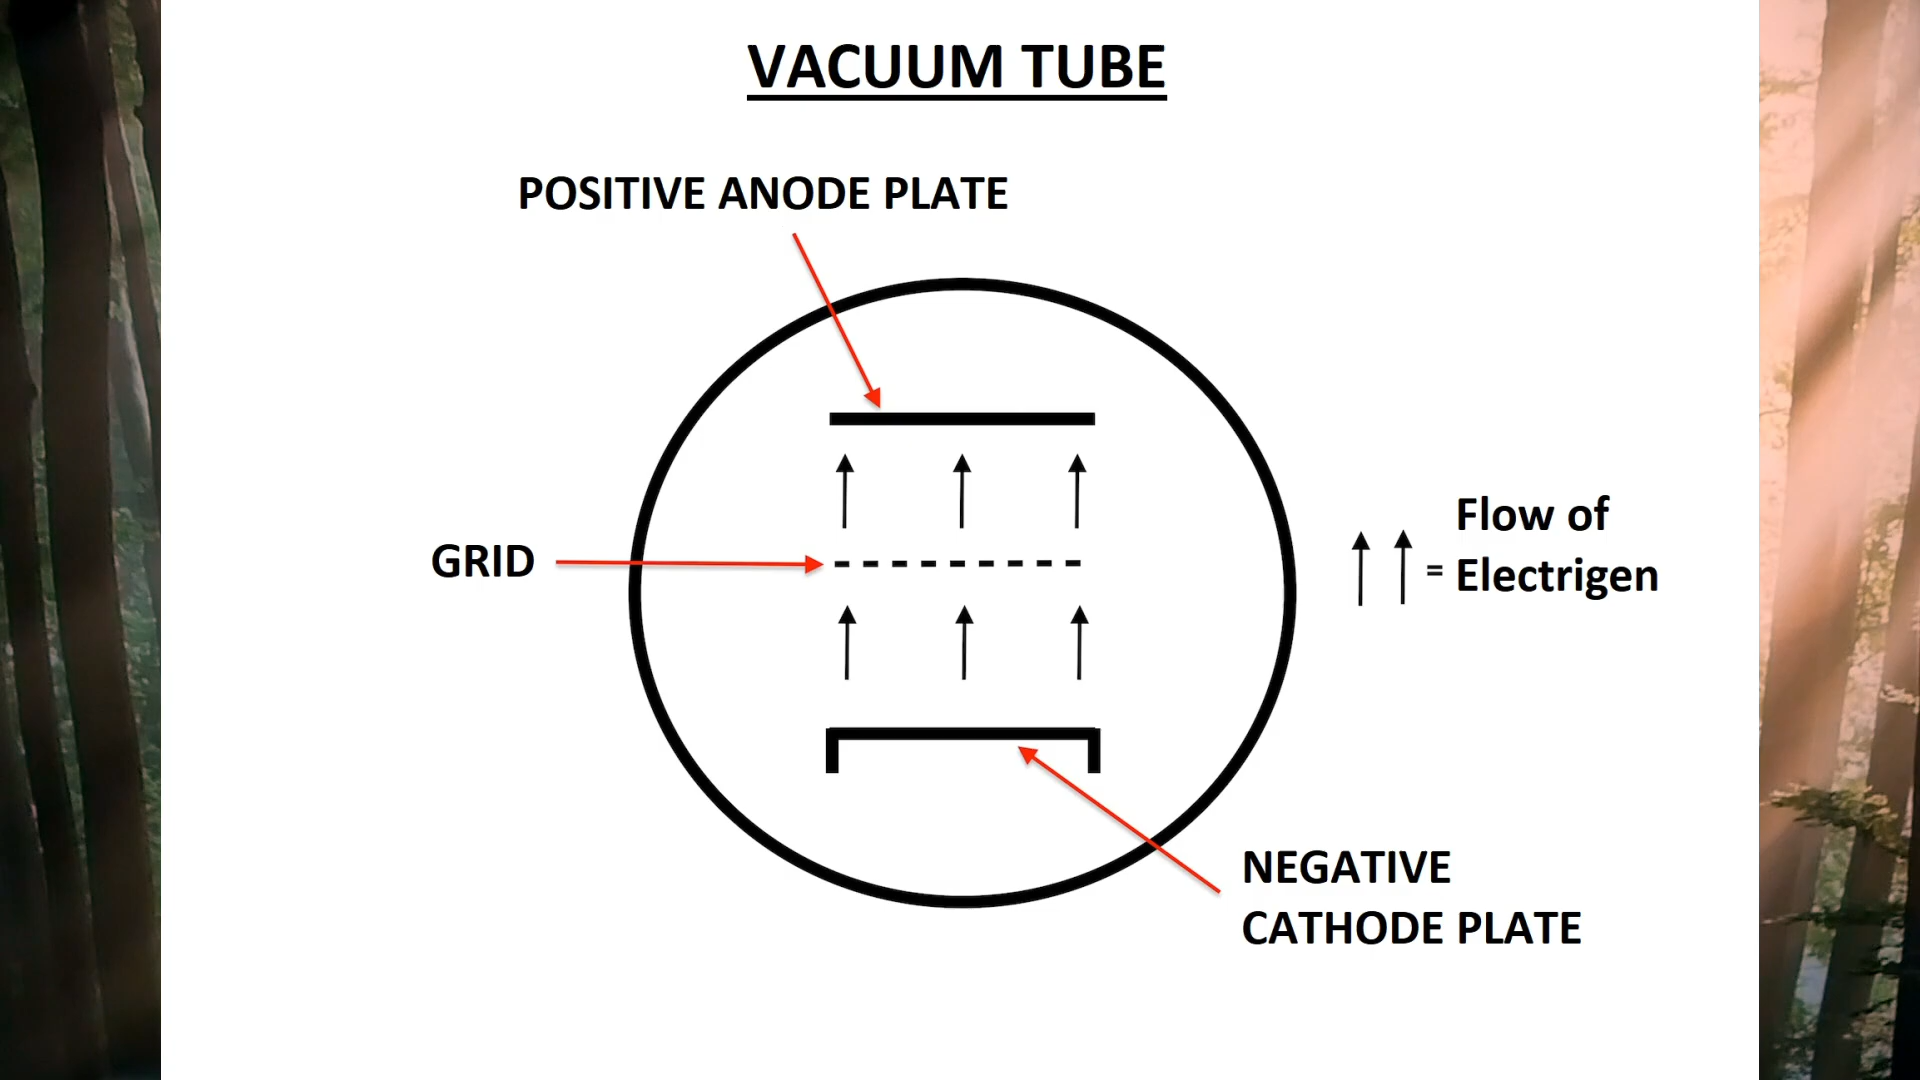 VACUUM TUBE
POSITIVE ANODE PLATE
GRID
Flow of
= Electrigen
NEGATIVE
CATHODE PLATE